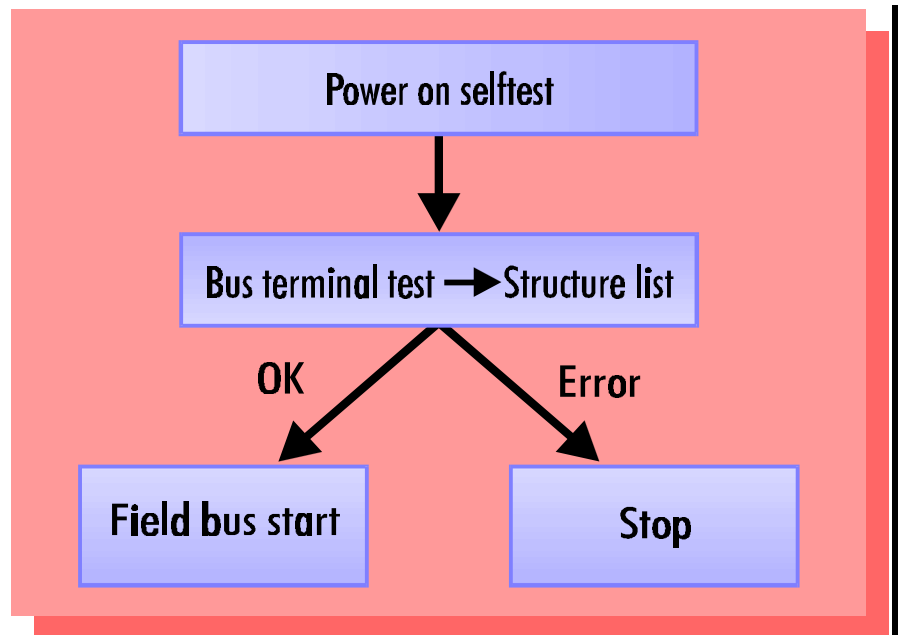 Power on selftest
Bus terminal test → Structure list
OK
Error
Field bus start
Stop